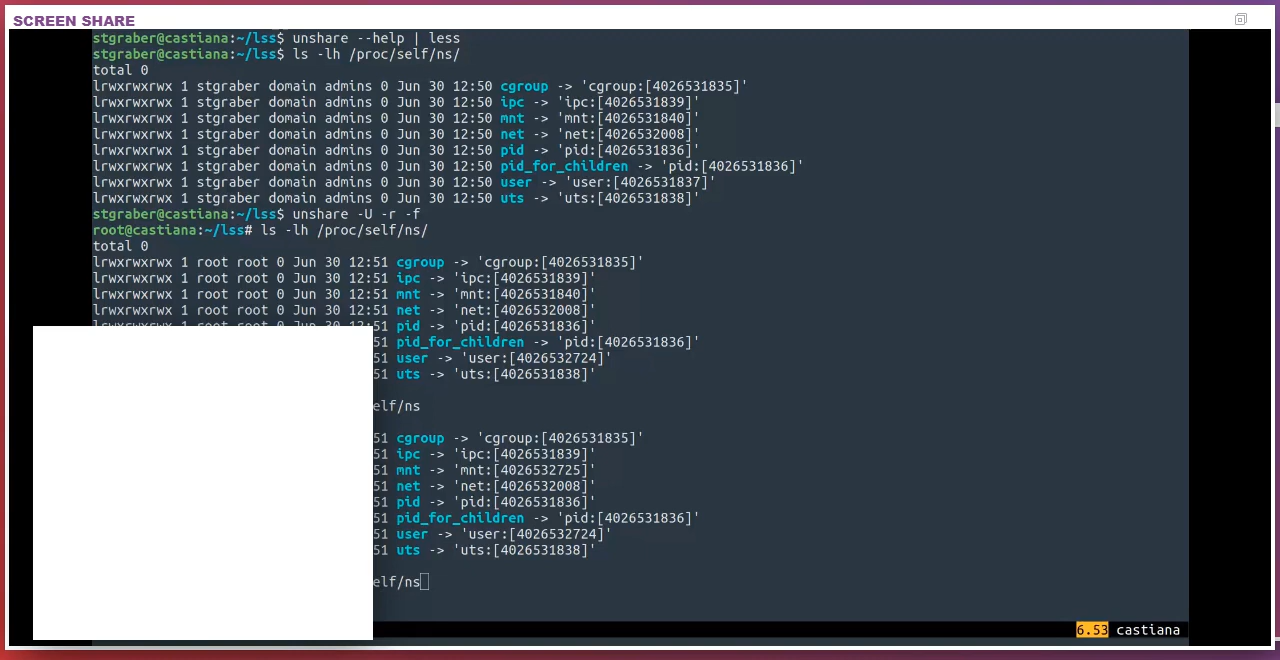 SCREEN SHARE
stgraber@castiana:~/lss$ unshare --help | less
stgraber@castiana:~/lss$ ls -lh /proc/self/ns/
total 0
lrwxrwxrwx 1 stgraber domain admins 0 Jun 30 12:50 cgroup -> 'cgroup:[4026531835]'
lrwxrwxrwx 1 stgraber domain admins 0 Jun 30 12:50 ipc -> 'ipc:[4026531839]'
lrwxrwxrwx 1 stgraber domain admins 0 Jun 30 12:50 mnt -> 'mnt:[4026531840]'
lrwxrwxrwx 1 stgraber domain admins 0 Jun 30 12:50 net -> 'net:[4026532008]'
lrwxrwxrwx 1 stgraber domain admins 0 Jun 30 12:50 pid -> 'pid:[4026531836]'
lrwxrwxrwx 1 stgraber domain admins 0 Jun 30 12:50 pid_for_children -> 'pid:[4026531836]'
lrwxrwxrwx 1 stgraber domain admins 0 Jun 30 12:50 user -> 'user:[4026531837]'
lrwxrwxrwx 1 stgraber domain admins 0 Jun 30 12:50 uts -> 'uts:[4026531838]'
stgraber@castiana:~/lss$ unshare -U -r -f
root@castiana:~/lss# ls -lh /proc/self/ns/
total 0
lrwxrwxrwx 1 root root 0 Jun 30 12:51 cgroup -> 'cgroup:[4026531835]'
lrwxrwxrwx 1 root root 0 Jun 30 12:51 ipc -> 'ipc:[4026531839]'
lrwxrwxrwx 1 root root 0 Jun 30 12:51 mnt -> 'mnt:[4026531840]'
lrwxrwxrwx 1 root root 0 Jun 30 12:51 net -> 'net:[4026532008]'
lrwxrwxrwx 1 root root 0 Jun 30 12:51 pid -> 'pid:[4026531836]'
51 pid_for_children -> 'pid:[4026531836]'
51 user -> 'user:[4026532724]'
51 uts -> 'uts:[4026531838]'
elf/ns
51 cgroup -> 'cgroup:[4026531835]'
51 ipc -> 'ipc:[4026531839]'
51 mnt -> 'mnt:[4026532725]'
51 net -> 'net:[4026532008]'
51 pid -> 'pid:[4026531836]'
51 pid_for_children -> 'pid:[4026531836]'
51 user -> 'user:[4026532724]'
51 uts -> 'uts:[4026531838]'
elf/ns
6.53 castiana